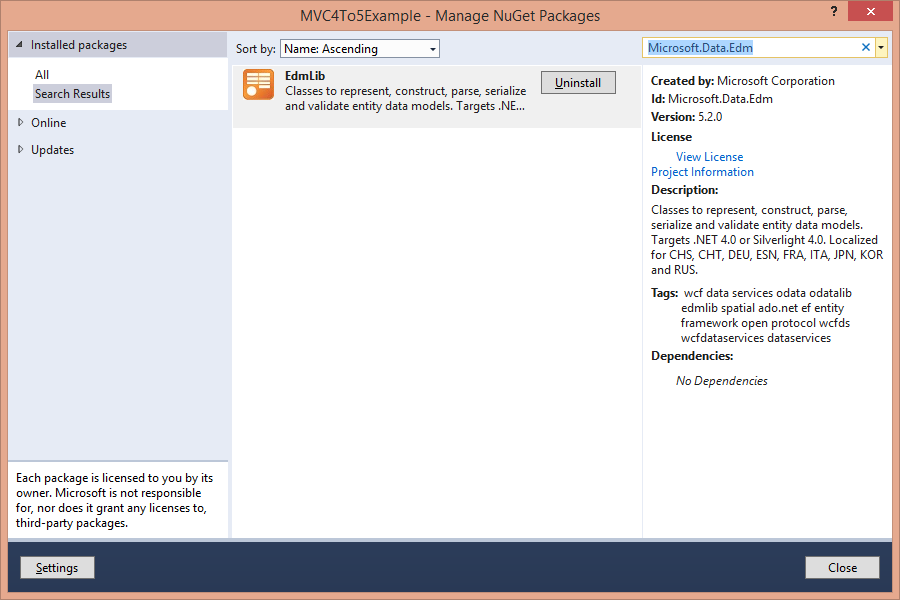 MVC4To5Example - Manage NuGet Packages
?
Installed packages
All
Search Results
Online
Updates
Each package is licensed to you by its
owner. Microsoft is not responsible
for, nor does it grant any licenses to,
third-party packages.
Sort by: Name: Ascending
EdmLib
Classes to represent, construct, parse, serialize
and validate entity data models. Targets .NE...
Uninstall
Microsoft.Data.Edm
Created by: Microsoft Corporation
Id: Microsoft.Data.Edm
Version: 5.2.0
License
View License
Project Information
Description:
Classes to represent, construct, parse,
serialize and validate entity data models.
Targets .NET 4.0 or Silverlight 4.0. Localized
for CHS, CHT, DEU, ESN, FRA, ITA, JPN, KOR
and RUS.
Tags: wcf data services odata odatalib
edmlib spatial ado.net ef entity
framework open protocol wcfds
wcfdataservices dataservices
Dependencies:
No Dependencies
Settings
Close